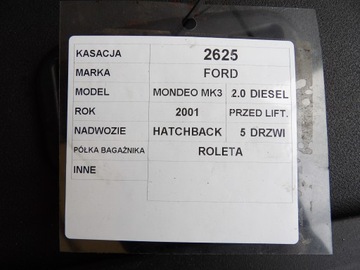 KASACJA 2625
MARKA FORD
MODEL MONDEO MK3 2.0 DIESEL
ROK 2001 PRZED LIFT.
NADWOZIE HATCHBACK 5 DRZWI
PÓŁKA BAGAŻNIKA ROLETA
INNE